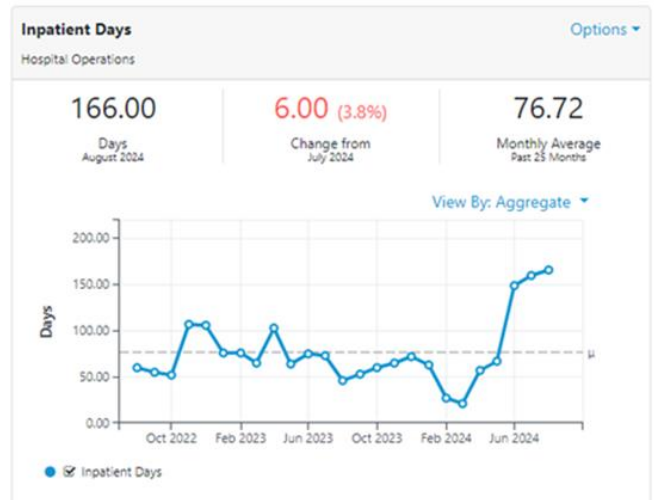 Inpatient Days
Options
Hospital Operations
166.00
Days
August 2024
6.00 (3.8%)
Change from
July 2024
76.72
Monthly Average
Past 25 Months
View By: Aggregate
200.00
150.00
100.00
50.00
0.00
Days
μ
Oct 2022 Feb 2023 Jun 2023 Oct 2023 Feb 2024 Jun 2024
Inpatient Days